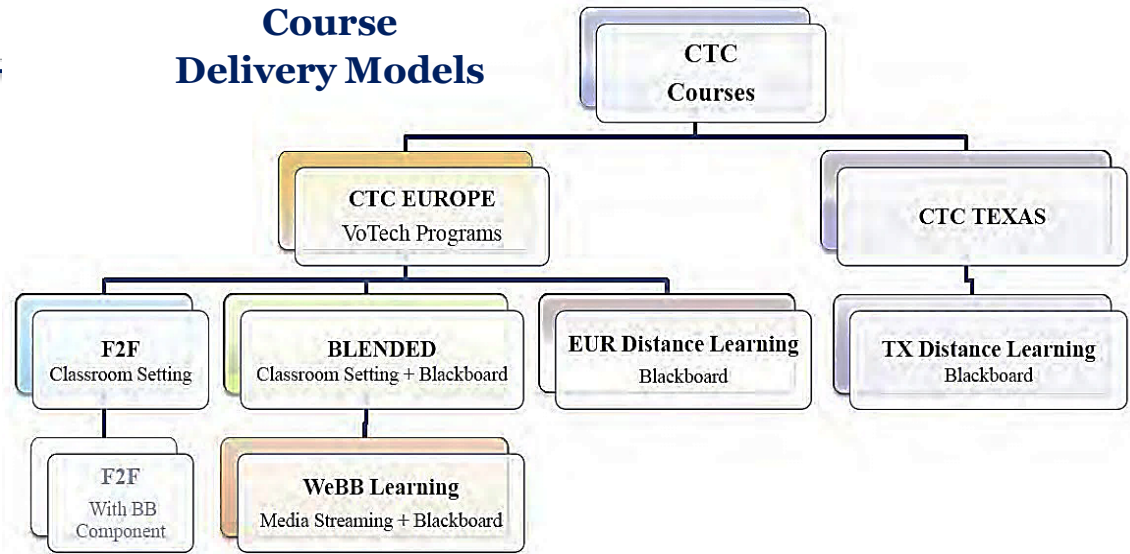 Course
Delivery Models
CTC
Courses
CTC EUROPE
VoTech Programs
CTC TEXAS
F2F
Classroom Setting
BLENDED
Classroom Setting + Blackboard
EUR Distance Learning
Blackboard
TX Distance Learning
Blackboard
F2F
With BB
Component
WeBB Learning
Media Streaming + Blackboard